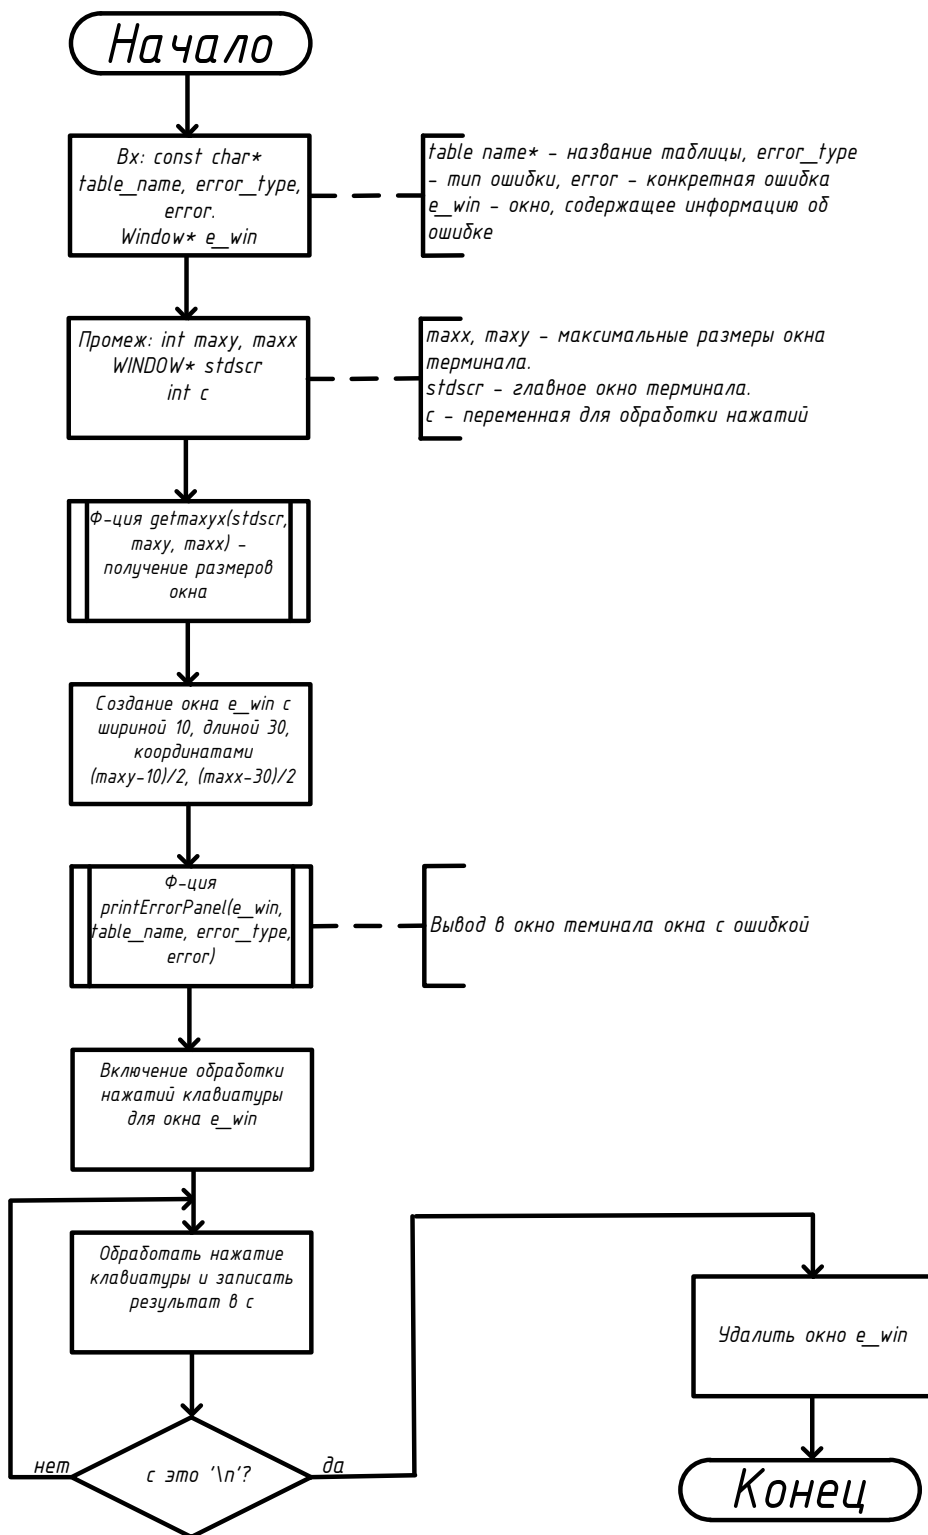 Начало
Вх: const char*
table_name, error_type,
error.
Window* e_win
table name* - название таблицы, error_type
- тип ошибки, error - конкретная ошибка
e_win - окно, содержащее информацию об
ошибке
Промеж: int maxy, maxx
WINDOW* stdscr
int c
maxx, maxy - максимальные размеры окна
терминала.
stdscr - главное окно терминала.
c - переменная для обработки нажатий
Ф-ция getmaxyx(stdscr,
maxy, maxx) -
получение размеров
окна
Создание окна e_win с
шириной 10, длиной 30,
координатами
(maxy-10)/2, (maxx-30)/2
Ф-ция
printErrorPanel(e_win,
table_name, error_type,
error)
Вывод в окно теминала окна с ошибкой
Включение обработки
нажатий клавиатуры
для окна e_win
Обработать нажатие
клавиатуры и записать
результат в с
Удалить окно e_win
нет
с это '\n'?
да
Конец